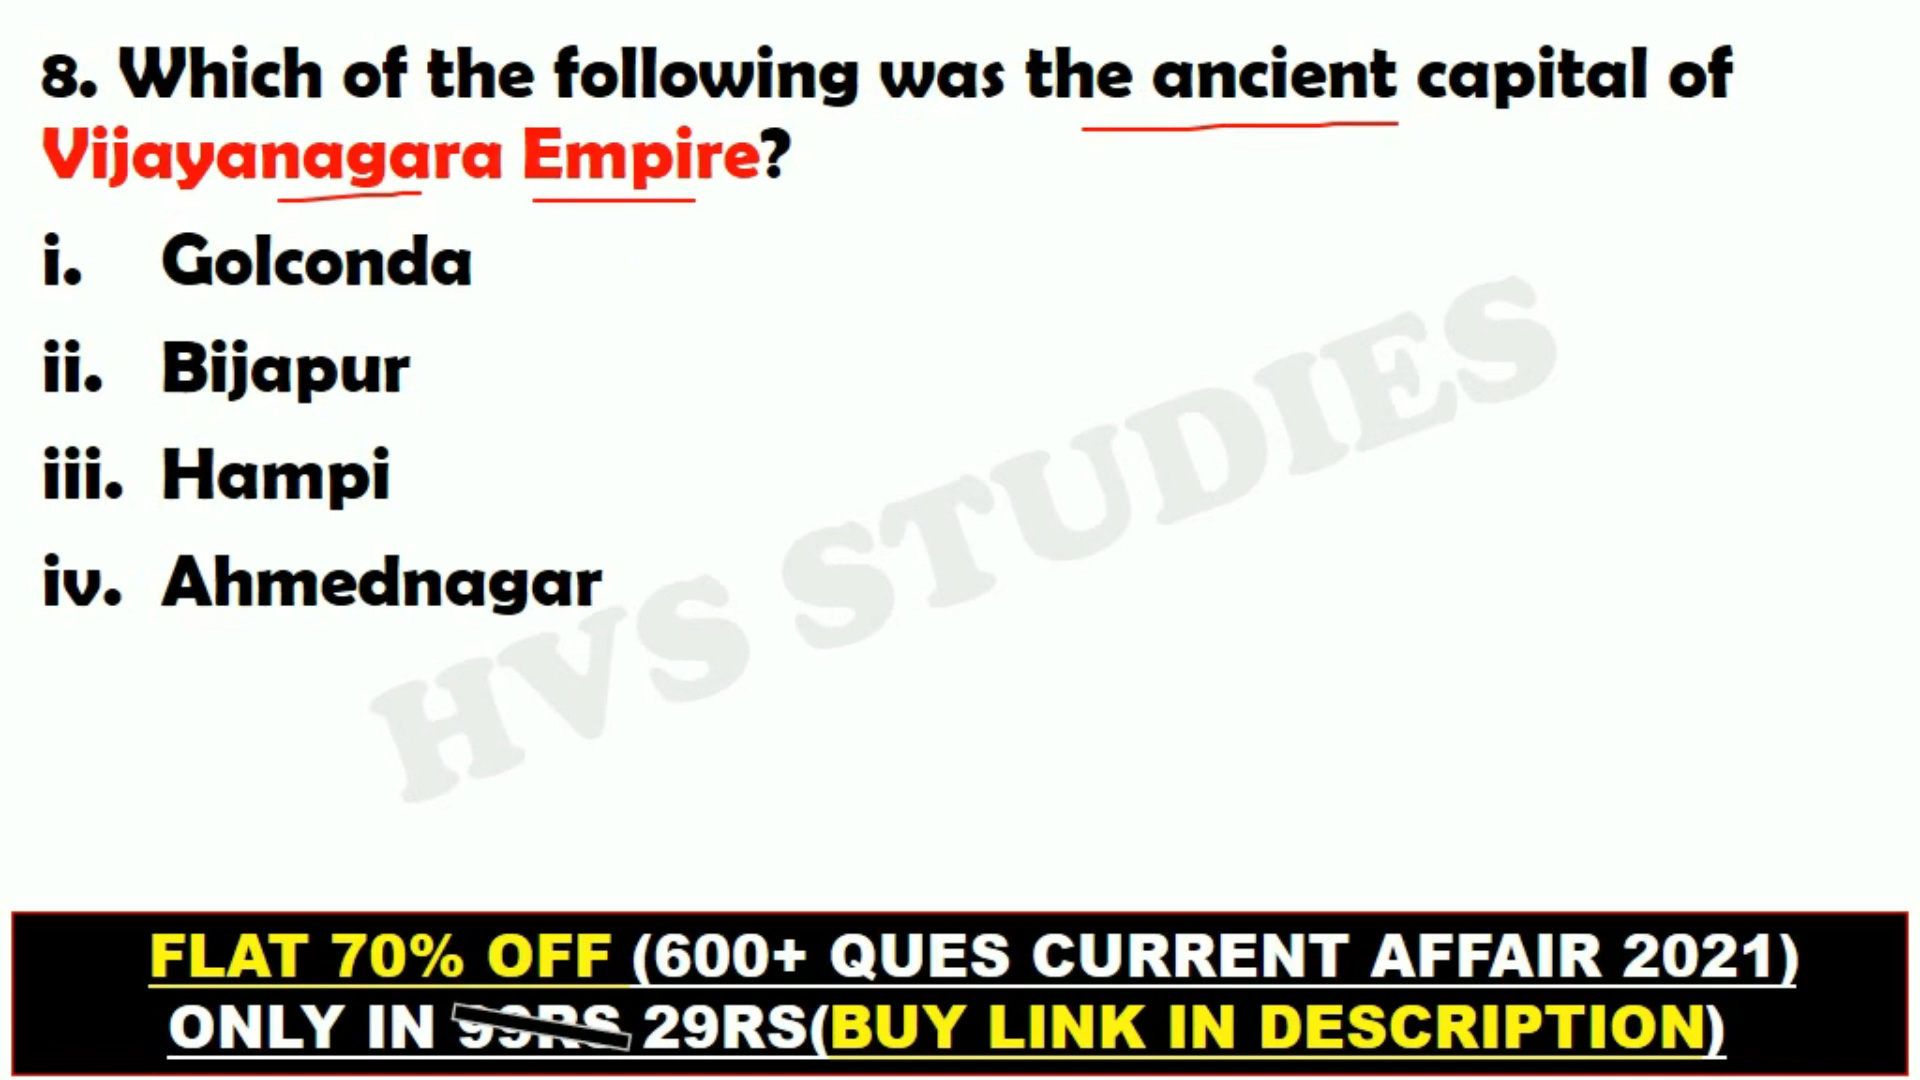 8. Which of the following was the ancient capital of
Vijayanagara Empire?
i. Golconda
ii. Bijapur
iii. Hampi
iv. Ahmednagar
HVS STUDIES
FLAT 70% OFF (600+ QUES CURRENT AFFAIR 2021)
ONLY IN 99RS 29RS(BUY LINK IN DESCRIPTION)